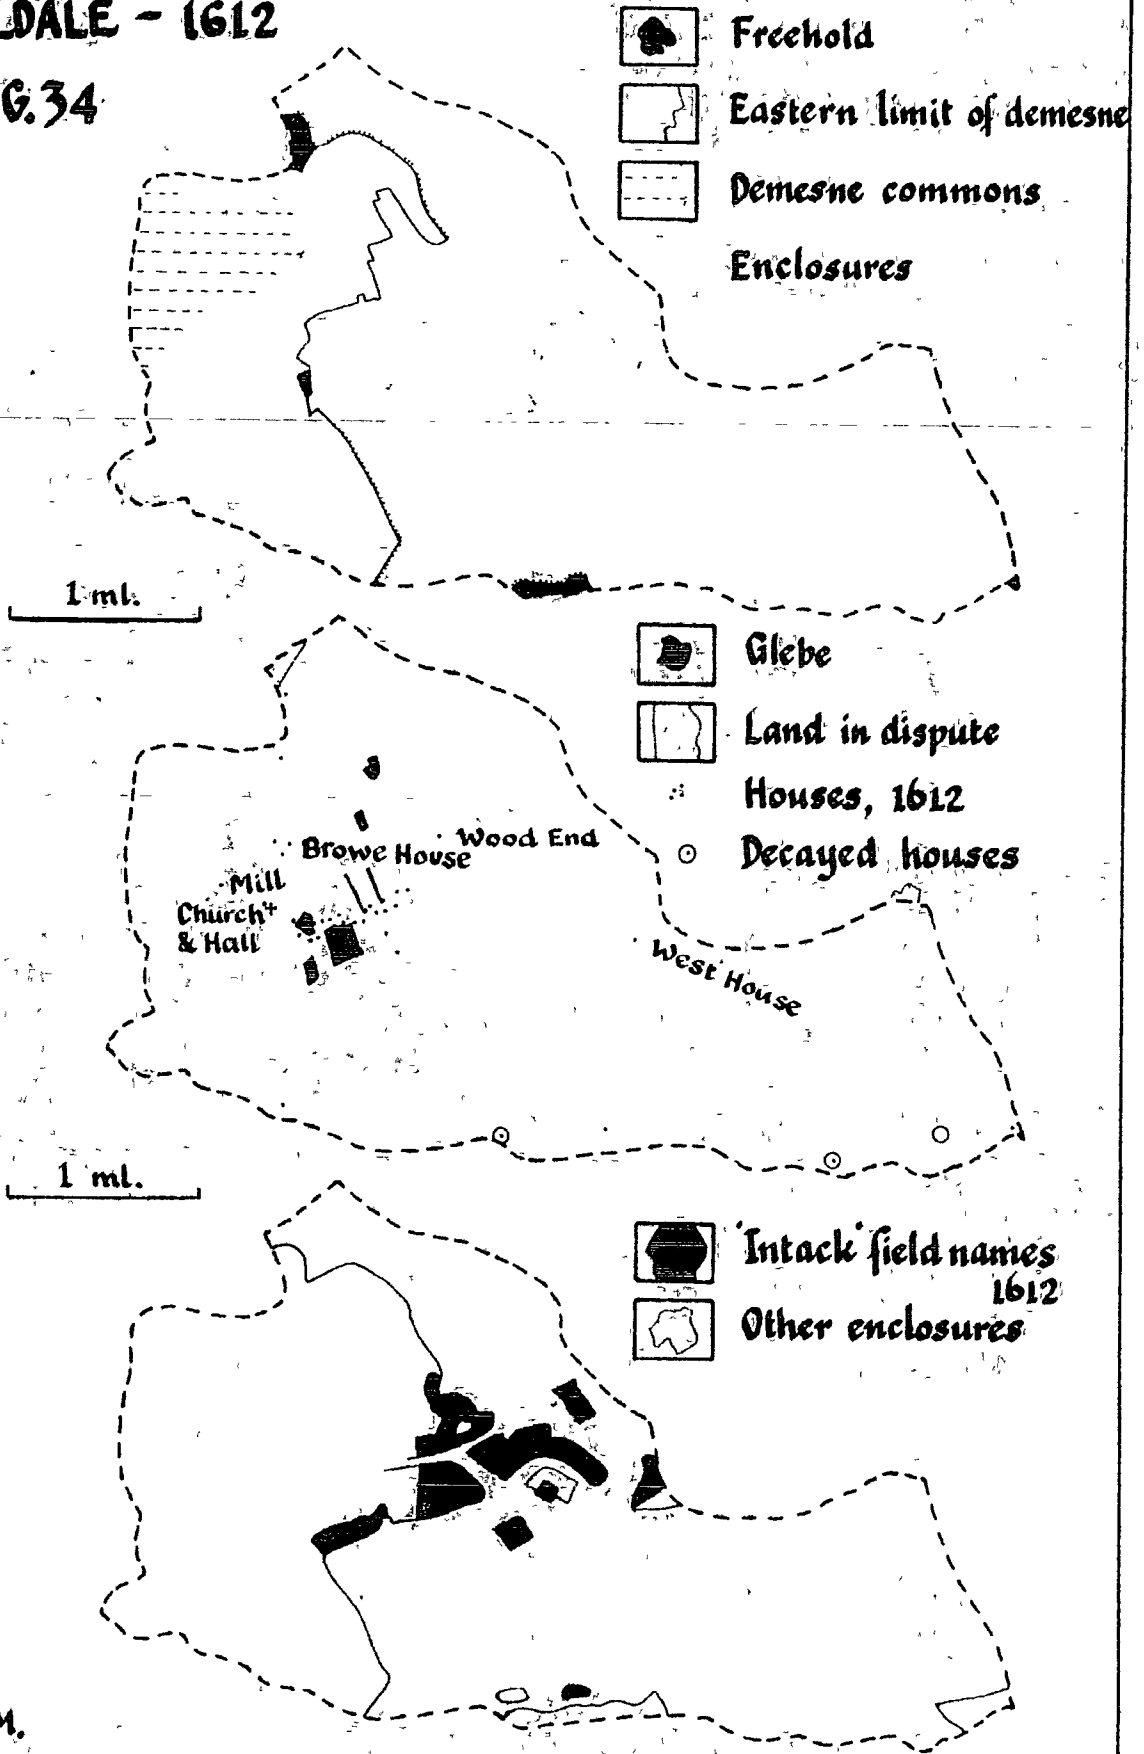 LDALE - 1612
G.34
Freehold
Eastern limit of demesne
Demesne commons
Enclosures
1 ml.
Glebe
Land in dispute
Houses, 1612
Decayed houses
Browe House
Wood End
Mill
Church
& Hall
West House
1 ml.
'Intack' field names
1612
Other enclosures
M.